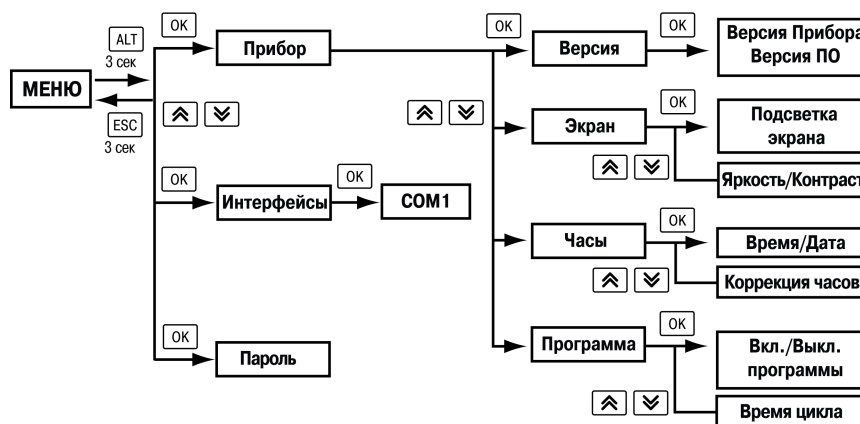 OK
OK
OK
ALT
3 сек
Прибор
Версия
Версия Прибора
Версия ПО
МЕНЮ
ESC
3 сек
OK
Экран
Подсветка
экрана
OK
OK
Интерфейсы
COM1
Яркость/Контраст
OK
Часы
Время/Дата
Коррекция часов
OK
OK
Пароль
Программа
Вкл./Выкл.
программы
Время цикла